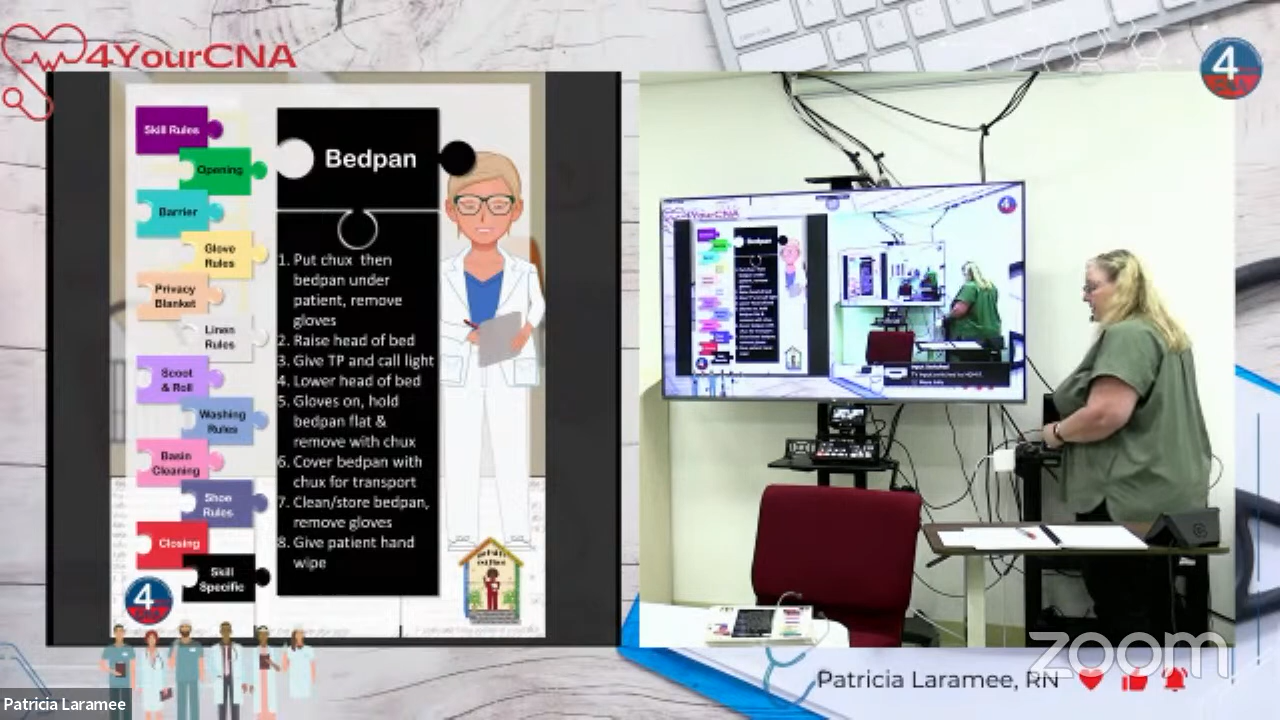 4YourCNA
4
Skill Rules
Opening
Barrier
Glove
Rules
Privacy
Blanket
Linen
Rules
Scoot
& Roll
Washing
Rules
Basin
Cleaning
Shoe
Rules
Closing
Skill
Specific
4
Bedpan
1. Put chux then
bedpan under
patient, remove
gloves
2. Raise head of bed
3. Give TP and call light
4. Lower head of bed
5. Gloves on, hold
bedpan flat &
remove with chux
6. Cover bedpan with
chux for transport
7. Clean/store bedpan,
remove gloves
8. Give patient hand
wipe
4YourCNA
Bedpan
4
zoom
Patricia Laramee, RN
Patricia Laramee